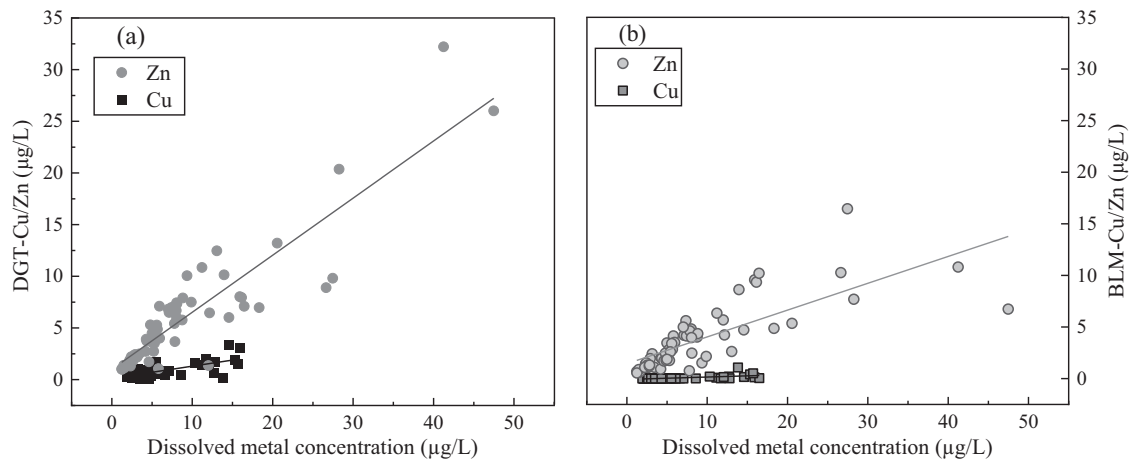 (a)
Zn
Cu
35
30
25
20
15
10
5
0
DGT-Cu/Zn (µg/L)
0 10 20 30 40 50
Dissolved metal concentration (µg/L)
(b)
Zn
Cu
35
30
25
20
15
10
5
0
BLM-Cu/Zn (µg/L)
0 10 20 30 40 50
Dissolved metal concentration (µg/L)